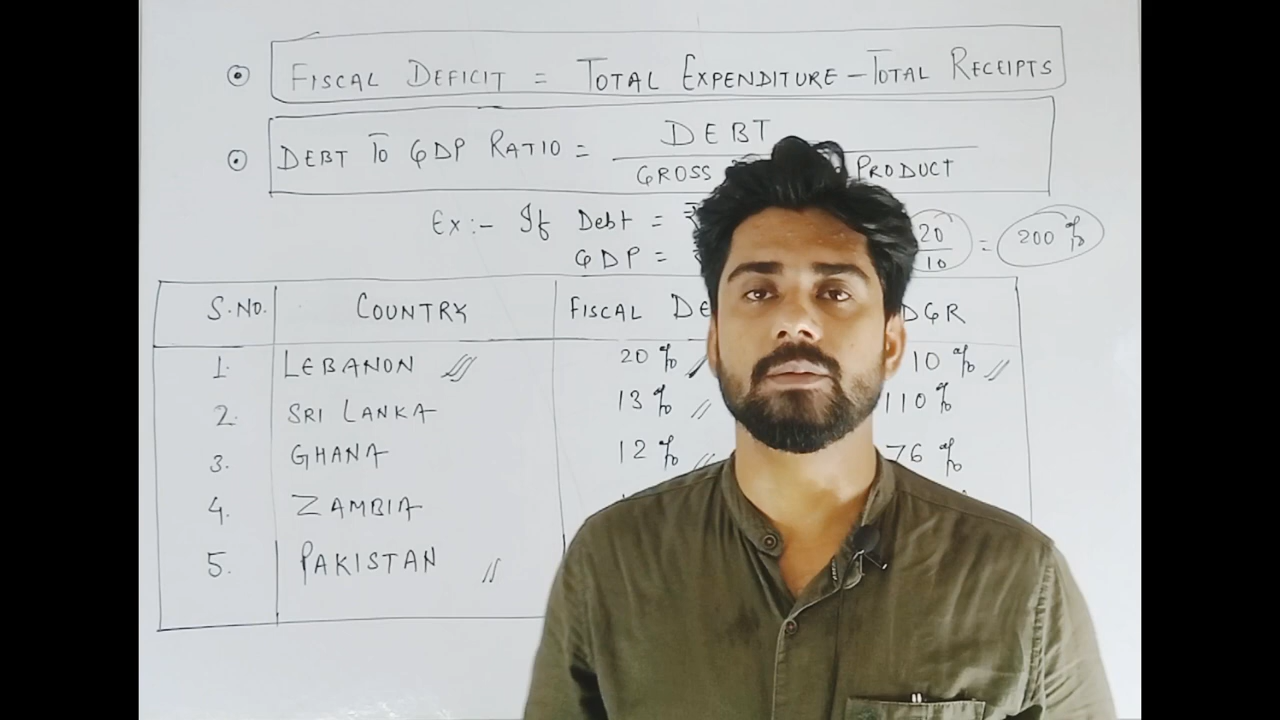 FISCAL DEFICIT = TOTAL EXPENDITURE – TOTAL RECEIPTS
DEBT TO GDP RATIO = DEBT
GROSS PRODUCT
Ex:- If Debt = ₹ 20
GDP = 10 = 200 %
S.NO. COUNTRY FISCAL DE DGR
1. LEBANON 20 % 10 %
2. SRI LANKA 13 % 110 %
3. GHANA 12 % 76 %
4. ZAMBIA
5. PAKISTAN